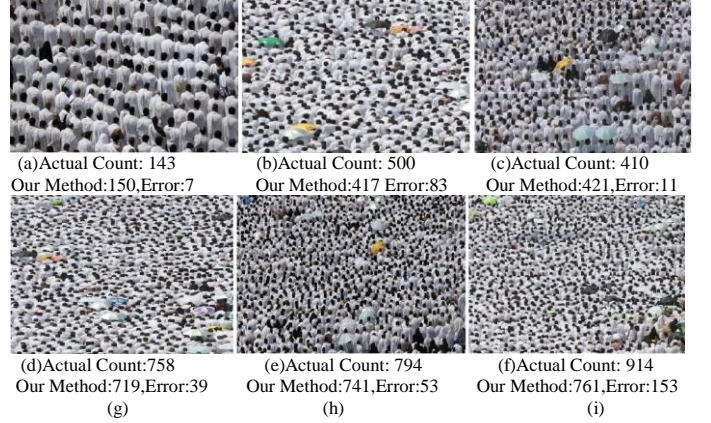 (a)Actual Count: 143
Our Method:150,Error:7
(b)Actual Count: 500
Our Method:417 Error:83
(c)Actual Count: 410
Our Method:421,Error:11
(d)Actual Count:758
Our Method:719,Error:39
(e)Actual Count: 794
Our Method:741,Error:53
(f)Actual Count: 914
Our Method:761,Error:153
(g)
(h)
(i)